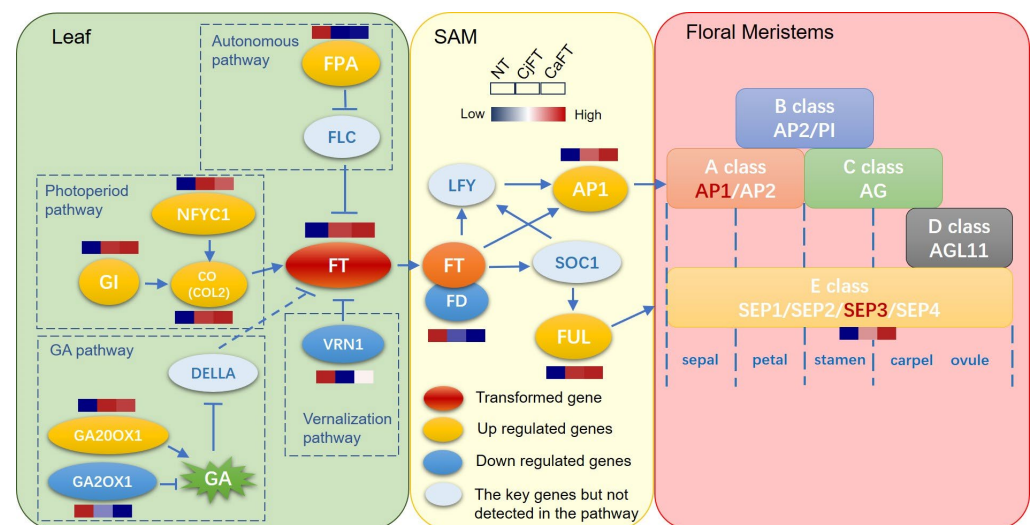 Leaf
Autonomous
pathway
FPA
FLC
Photoperiod
pathway
NFYC1
GI
CO
(COL2)
FT
VRN1
Vernalization
pathway
GA pathway
DELLA
GA20OX1
GA2OX1
GA
SAM
NT
CjFT
CaFT
Low
High
LFY
AP1
FT
FD
SOC1
FUL
Transformed gene
Up regulated genes
Down regulated genes
The key genes but not
detected in the pathway
Floral Meristems
B class
AP2/PI
A class
AP1/AP2
C class
AG
D class
AGL11
E class
SEP1/SEP2/SEP3/SEP4
sepal
petal
stamen
carpel
ovule